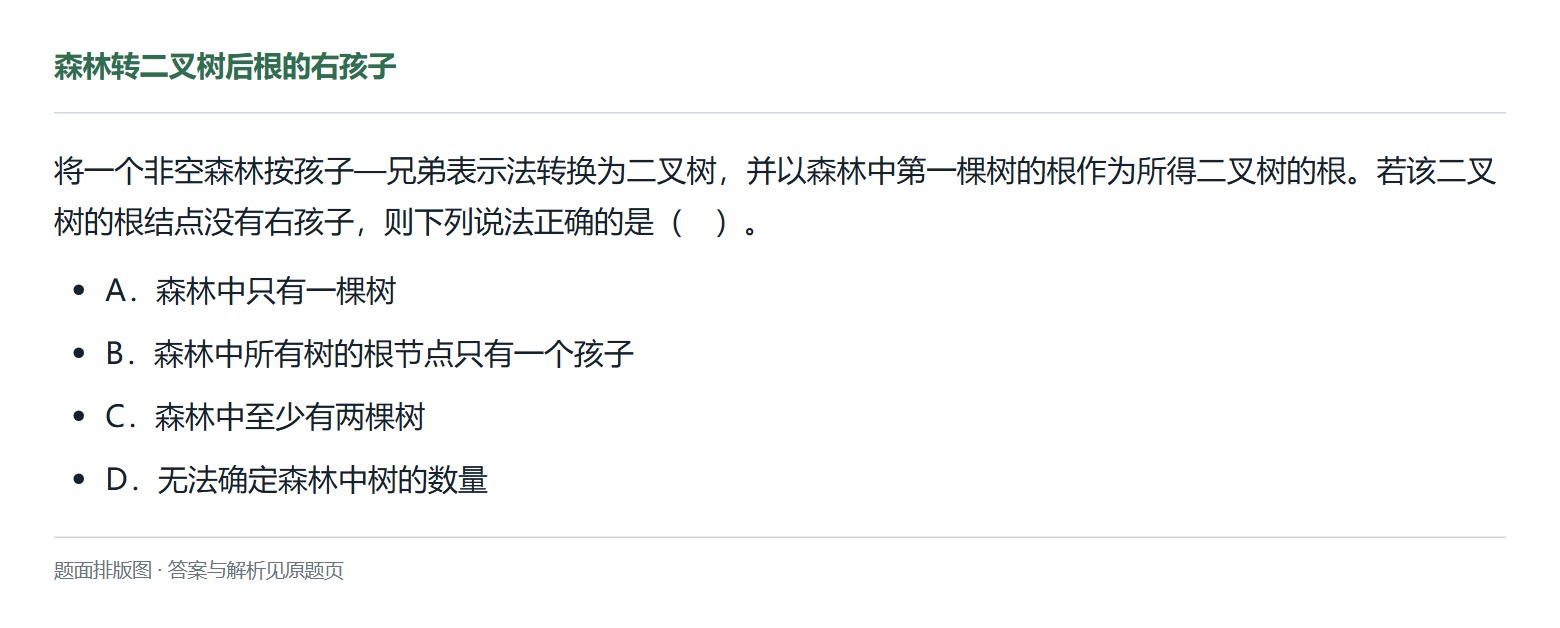 森林转二叉树后根的右孩子
将一个非空森林按孩子—兄弟表示法转换为二叉树，并以森林中第一棵树的根作为所得二叉树的根。若该二叉
树的根结点没有右孩子，则下列说法正确的是（　）。
• A．森林中只有一棵树
• B．森林中所有树的根节点只有一个孩子
• C．森林中至少有两棵树
• D．无法确定森林中树的数量
题面排版图 · 答案与解析见原题页